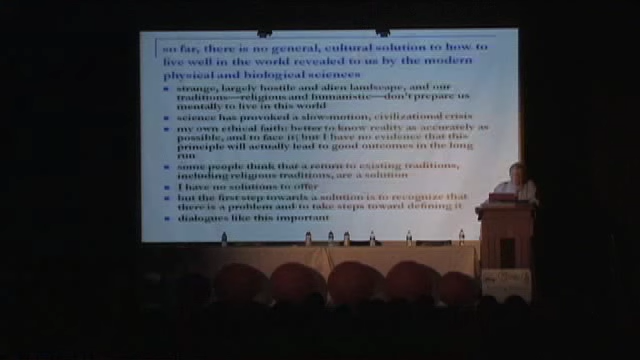 so far, there is no general, cultural solution to how to
live well in the world revealed to us by the modern
physical and biological sciences
strange, largely hostile and alien landscape, and our
traditions—religious and humanistic—don't prepare us
mentally to live in this world
science has provoked a slow-motion, civilizational crisis
my own ethical faith: better to know reality as accurately as
possible, and to face it; but I have no evidence that this
principle will actually lead to good outcomes in the long
run
some people think that a return to existing traditions,
including religious traditions, are a solution
I have no solutions to offer
but the first step towards a solution is to recognize that
there is a problem and to take steps toward defining it
dialogues like this important